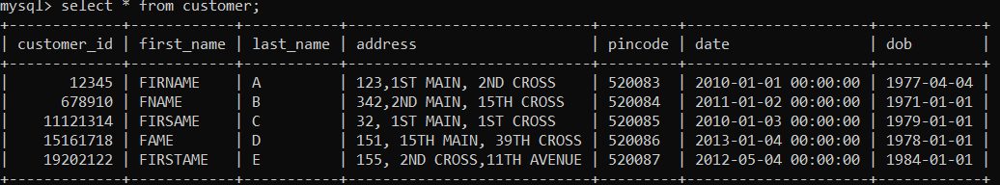 mysql> select * from customer;
+-------------+------------+-----------+----------------------------+---------+---------------------+------------+
| customer_id | first_name | last_name | address                    | pincode | date                | dob        |
+-------------+------------+-----------+----------------------------+---------+---------------------+------------+
|       12345 | FIRNAME    | A         | 123,1ST MAIN, 2ND CROSS    | 520083  | 2010-01-01 00:00:00 | 1977-04-04 |
|      678910 | FNAME      | B         | 342,2ND MAIN, 15TH CROSS   | 520084  | 2011-01-02 00:00:00 | 1971-01-01 |
|    11121314 | FIRSAME    | C         | 32, 1ST MAIN, 1ST CROSS    | 520085  | 2010-01-03 00:00:00 | 1979-01-01 |
|    15161718 | FAME       | D         | 151, 15TH MAIN, 39TH CROSS | 520086  | 2013-01-04 00:00:00 | 1978-01-01 |
|    19202122 | FIRSTAME   | E         | 155, 2ND CROSS,11TH AVENUE | 520087  | 2012-05-04 00:00:00 | 1984-01-01 |
+-------------+------------+-----------+----------------------------+---------+---------------------+------------+